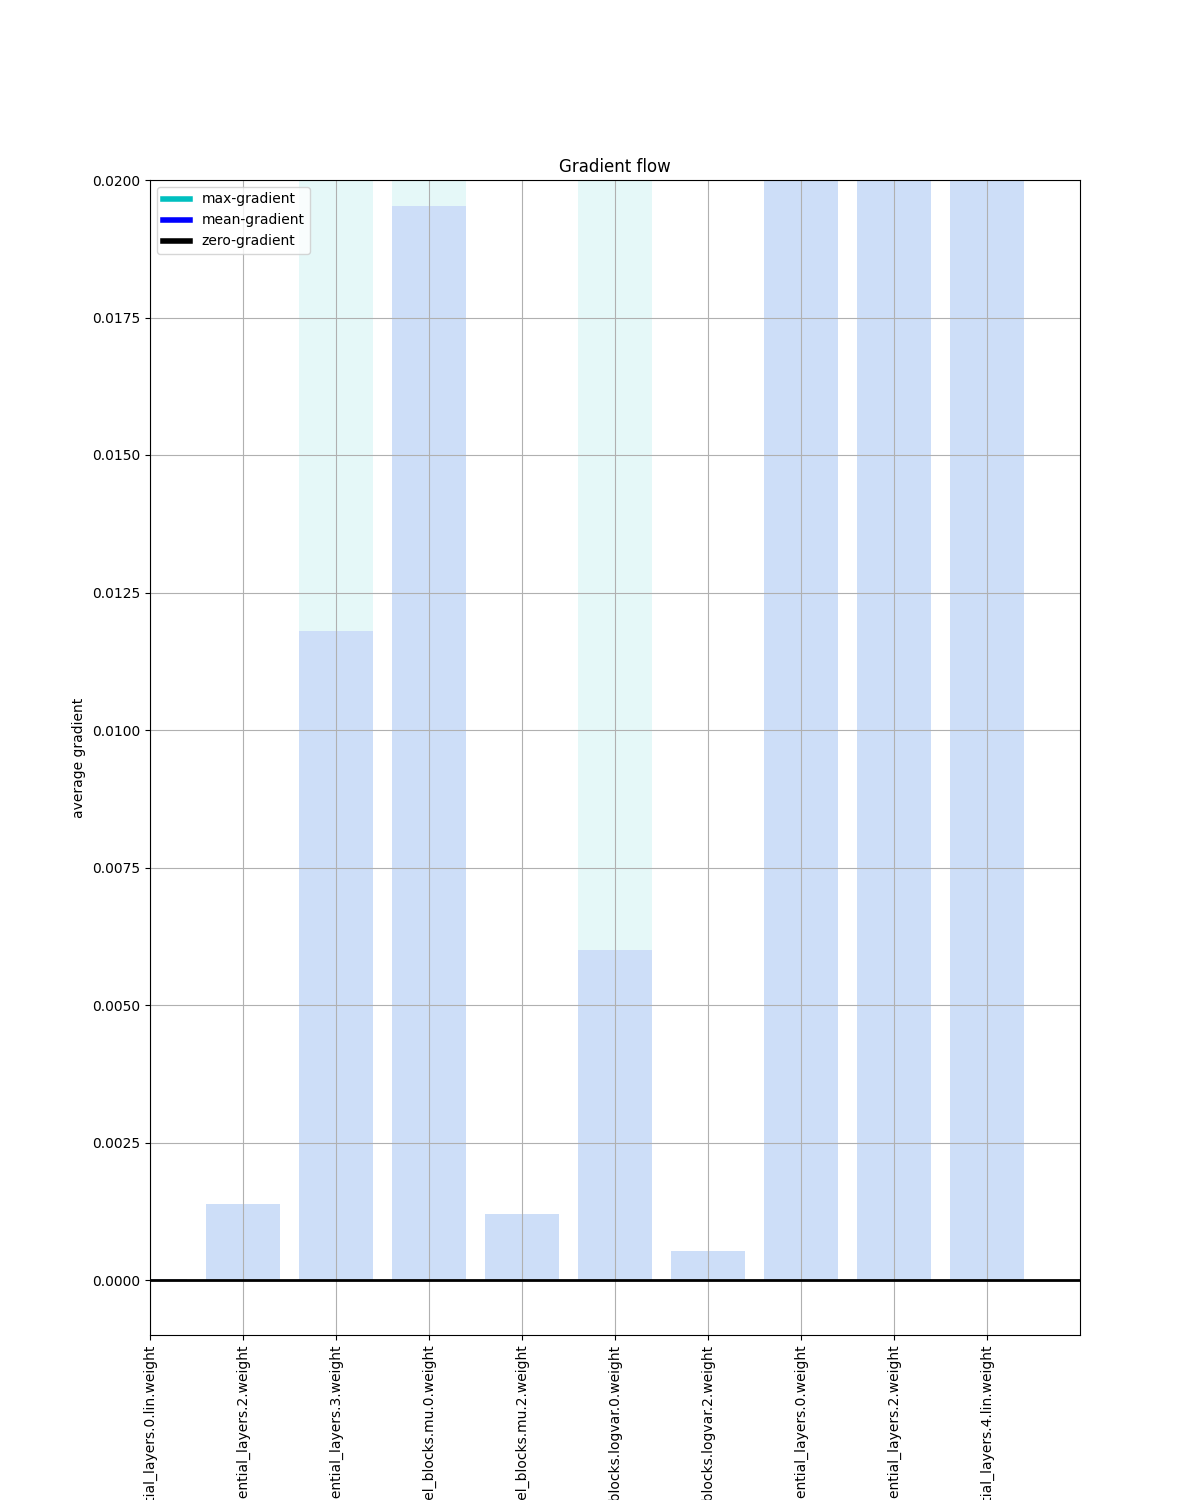 Gradient flow
max-gradient
mean-gradient
zero-gradient
0.0200
0.0175
0.0150
0.0125
0.0100
0.0075
0.0050
0.0025
0.0000
average gradient
tial_layers.0.lin.weight
ential_layers.2.weight
ential_layers.3.weight
el_blocks.mu.0.weight
el_blocks.mu.2.weight
blocks.logvar.0.weight
blocks.logvar.2.weight
ential_layers.0.weight
ential_layers.2.weight
tial_layers.4.lin.weight